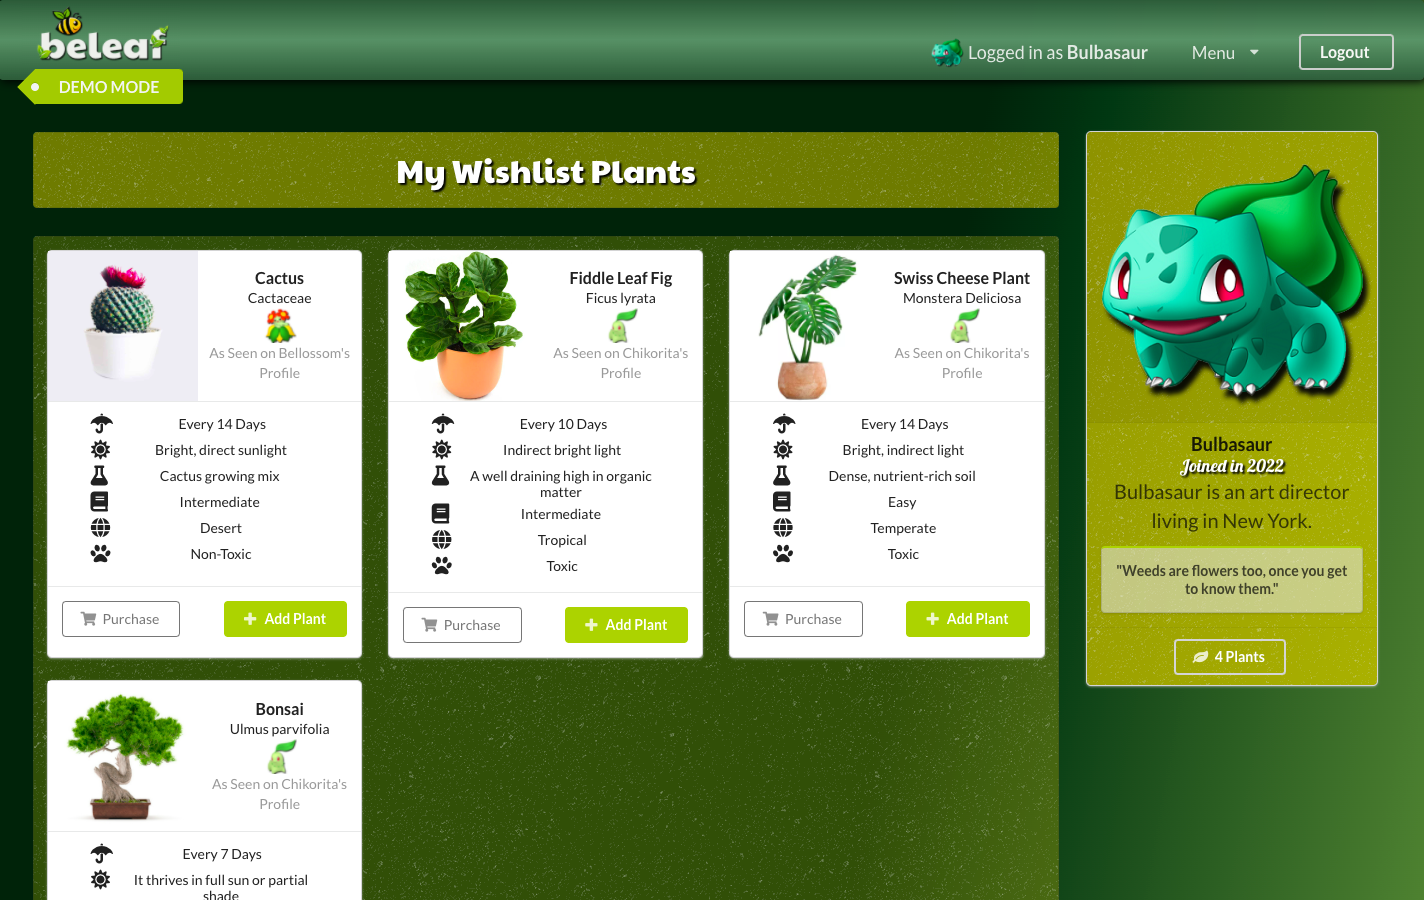 beleaf
Logged in as Bulbasaur
Menu
Logout
DEMO MODE
My Wishlist Plants
Cactus
Cactaceae
As Seen on Bellossom's
Profile
Every 14 Days
Bright, direct sunlight
Cactus growing mix
Intermediate
Desert
Non-Toxic
Purchase
Add Plant
Fiddle Leaf Fig
Ficus lyrata
As Seen on Chikorita's
Profile
Every 10 Days
Indirect bright light
A well draining high in organic
matter
Intermediate
Tropical
Toxic
Purchase
Add Plant
Swiss Cheese Plant
Monstera Deliciosa
As Seen on Chikorita's
Profile
Every 14 Days
Bright, indirect light
Dense, nutrient-rich soil
Easy
Temperate
Toxic
Purchase
Add Plant
Bonsai
Ulmus parvifolia
As Seen on Chikorita's
Profile
Every 7 Days
It thrives in full sun or partial
shade
Bulbasaur
Joined in 2022
Bulbasaur is an art director
living in New York.
"Weeds are flowers too, once you get
to know them."
4 Plants